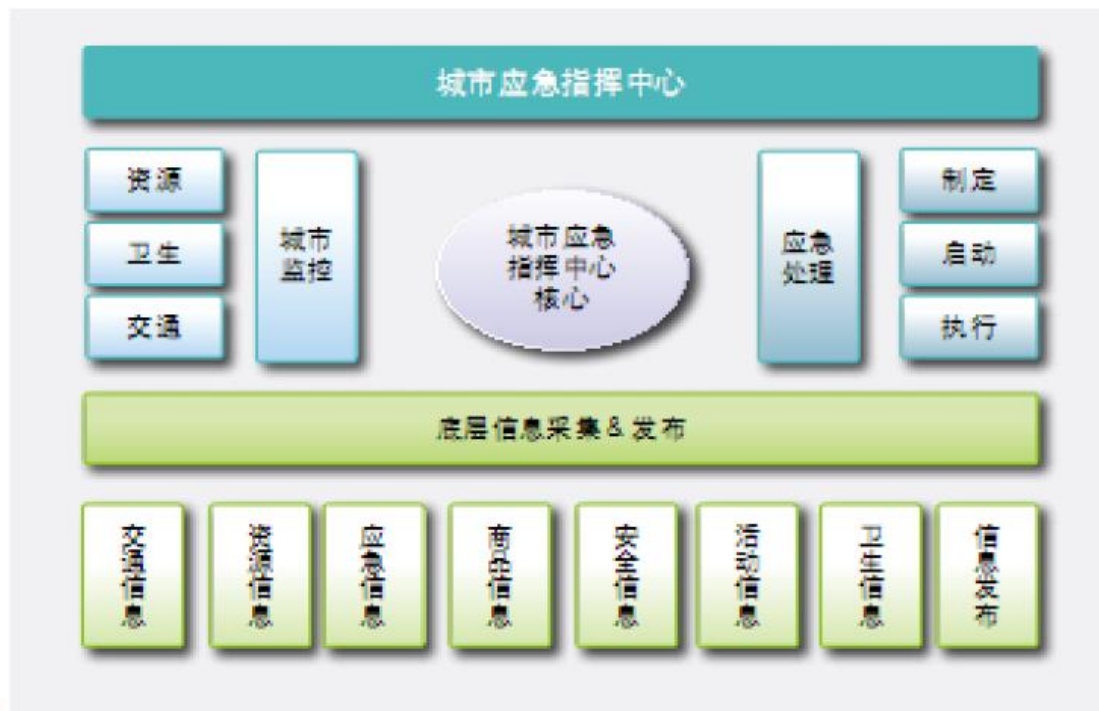 城市应急指挥中心
资源
卫生
交通
城市
监控
城市应急
指挥中心
核心
应急
处理
制定
启动
执行
底层信息采集&发布
交通信息
资源信息
应急信息
商品信息
安全信息
活动信息
卫生信息
信息发布